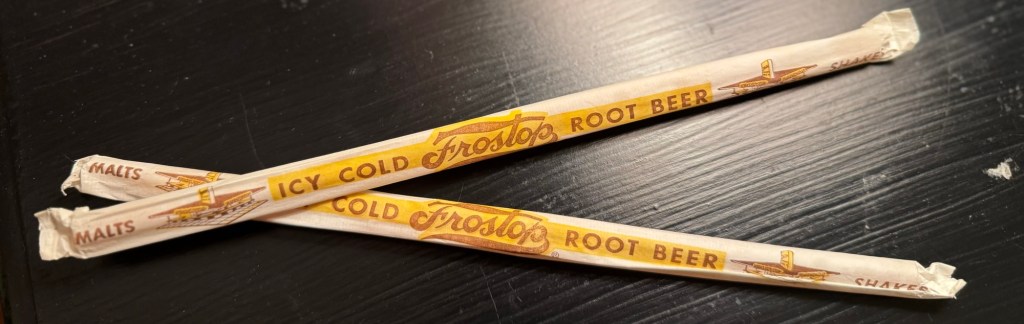 MALTS ICY COLD Frostop ROOT BEER SHAKES
MALTS COLD Frostop ROOT BEER SHAKES